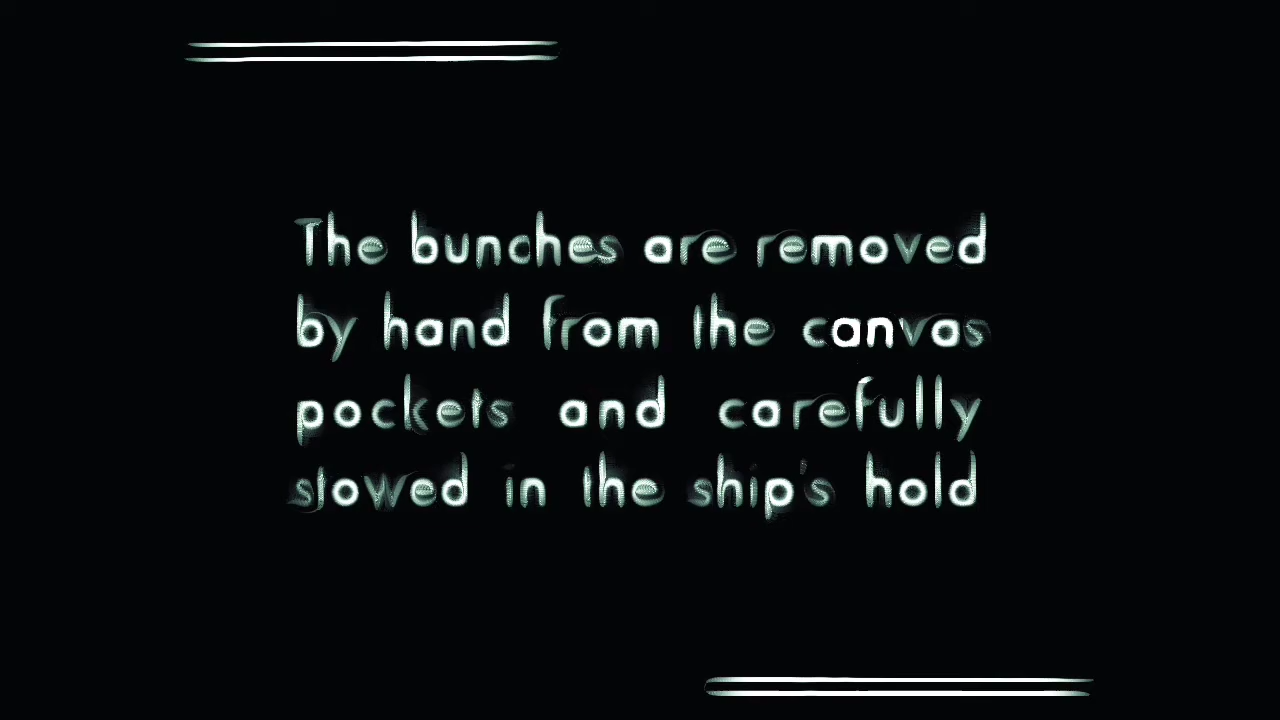 The bunches are removed
by hand from the canvas
pockets and carefully
stowed in the ship's hold